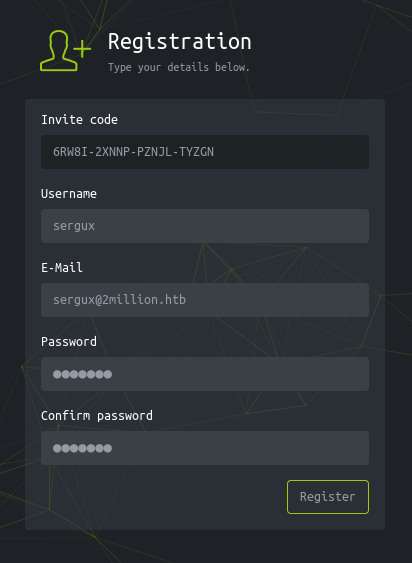 Registration
Type your details below.
Invite code
6RW8I-2XNNP-PZNJL-TYZGN
Username
sergux
E-Mail
sergux@2million.htb
Password
●●●●●●●
Confirm password
●●●●●●●
Register